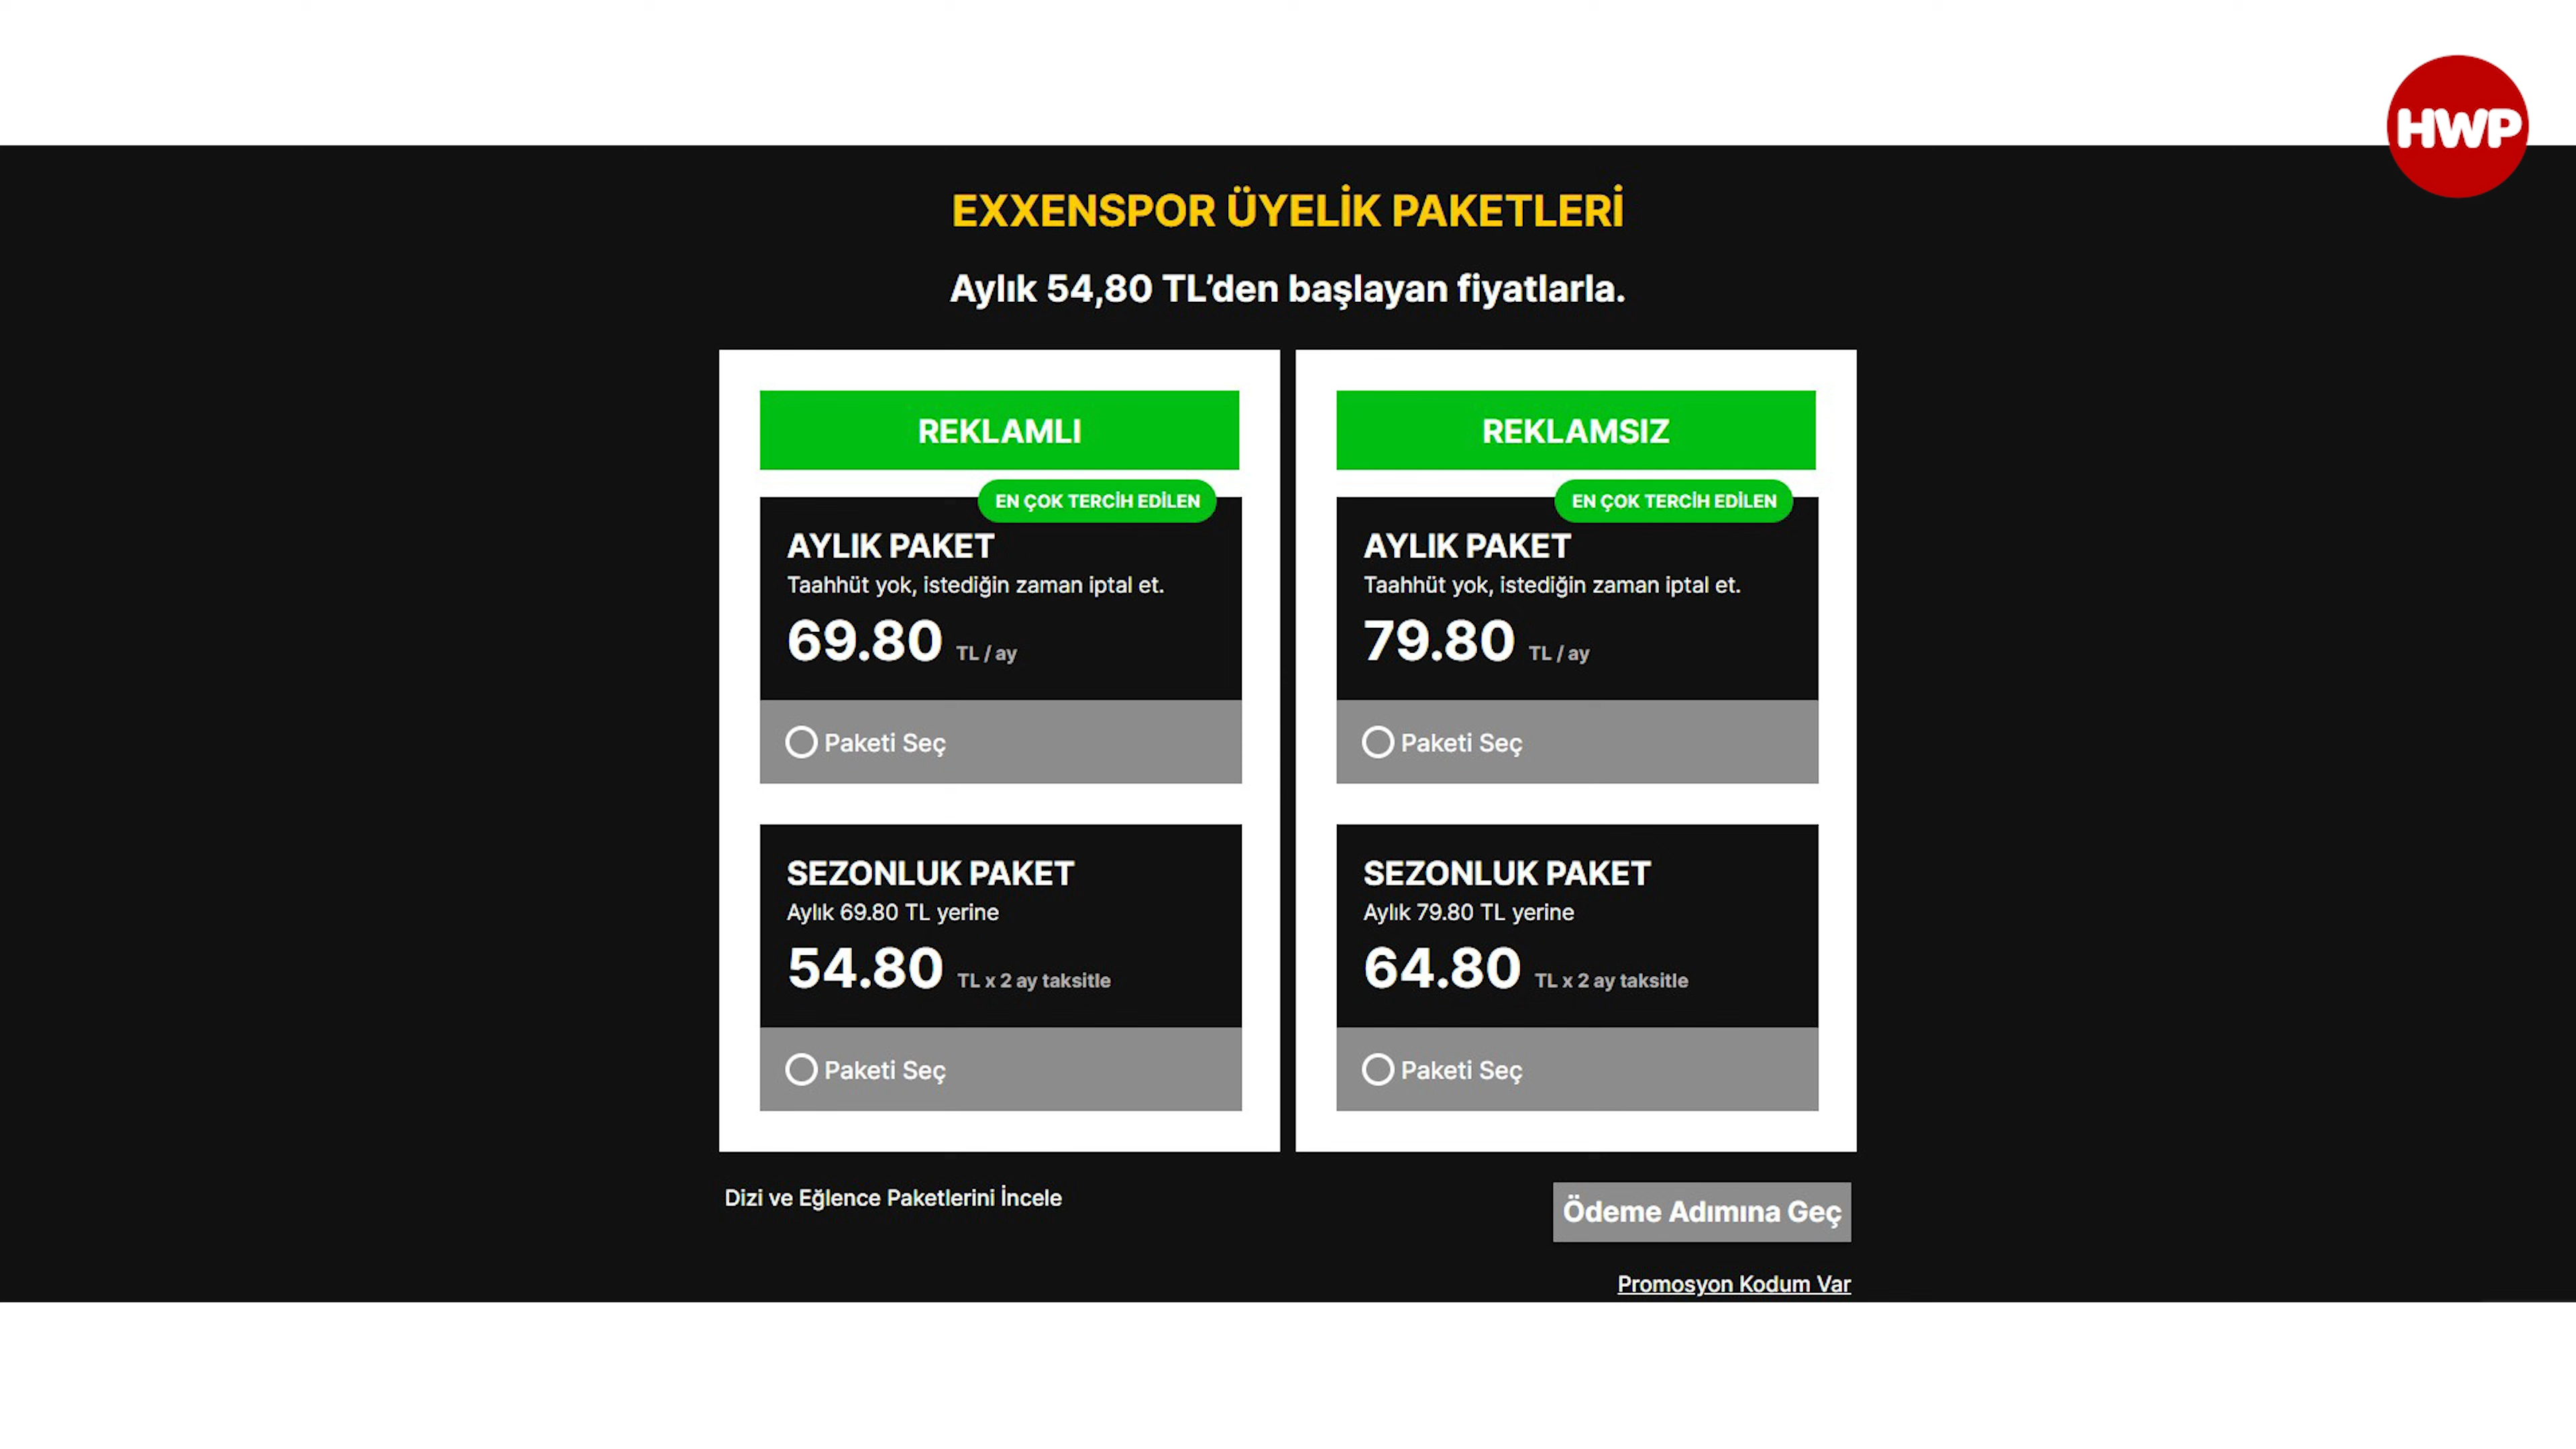 HWP
EXXENSPOR ÜYELİK PAKETLERİ
Aylık 54,80 TL’den başlayan fiyatlarla.
REKLAMLI
EN ÇOK TERCİH EDİLEN
AYLIK PAKET
Taahhüt yok, istediğin zaman iptal et.
69.80 TL / ay
Paketi Seç
SEZONLUK PAKET
Aylık 69.80 TL yerine
54.80 TL x 2 ay taksitle
Paketi Seç
REKLAMSIZ
EN ÇOK TERCİH EDİLEN
AYLIK PAKET
Taahhüt yok, istediğin zaman iptal et.
79.80 TL / ay
Paketi Seç
SEZONLUK PAKET
Aylık 79.80 TL yerine
64.80 TL x 2 ay taksitle
Paketi Seç
Dizi ve Eğlence Paketlerini İncele
Ödeme Adımına Geç
Promosyon Kodum Var